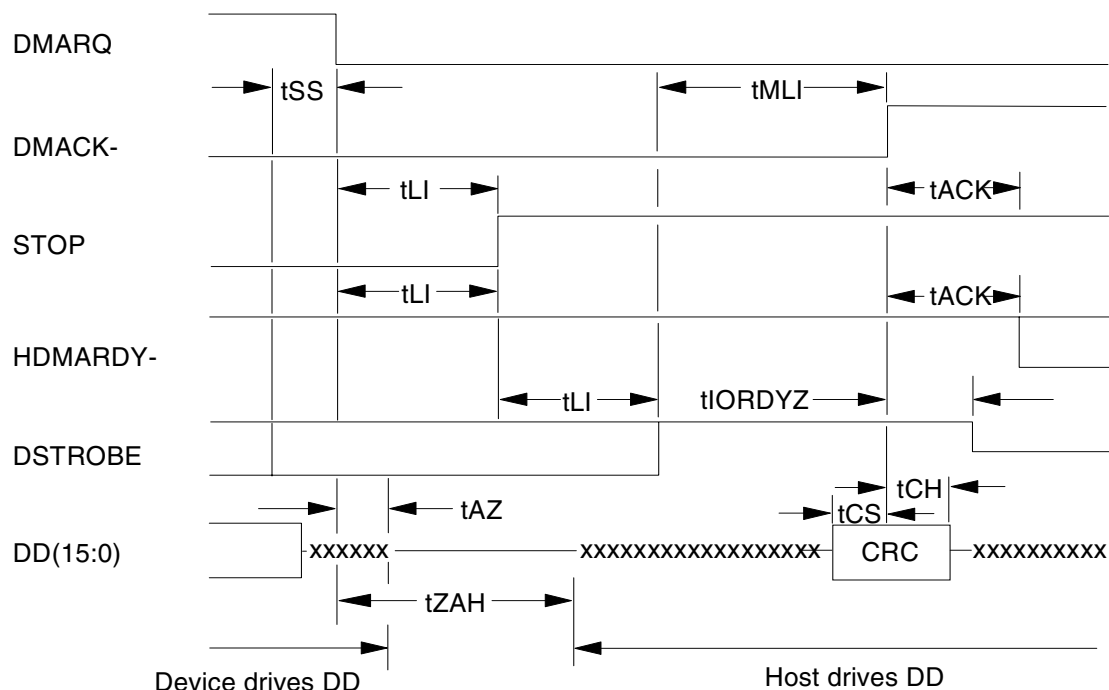 DMARQ
tSS
tMLI
DMACK-
tLI
tACK
STOP
tLI
tACK
HDMARDY-
tLI
tIORDYZ
DSTROBE
tCH
tAZ
tCS
DD(15:0)
xxxxxx
xxxxxxxxxxxxxxxxxx
CRC
xxxxxxxxxx
tZAH
Device drives DD
Host drives DD